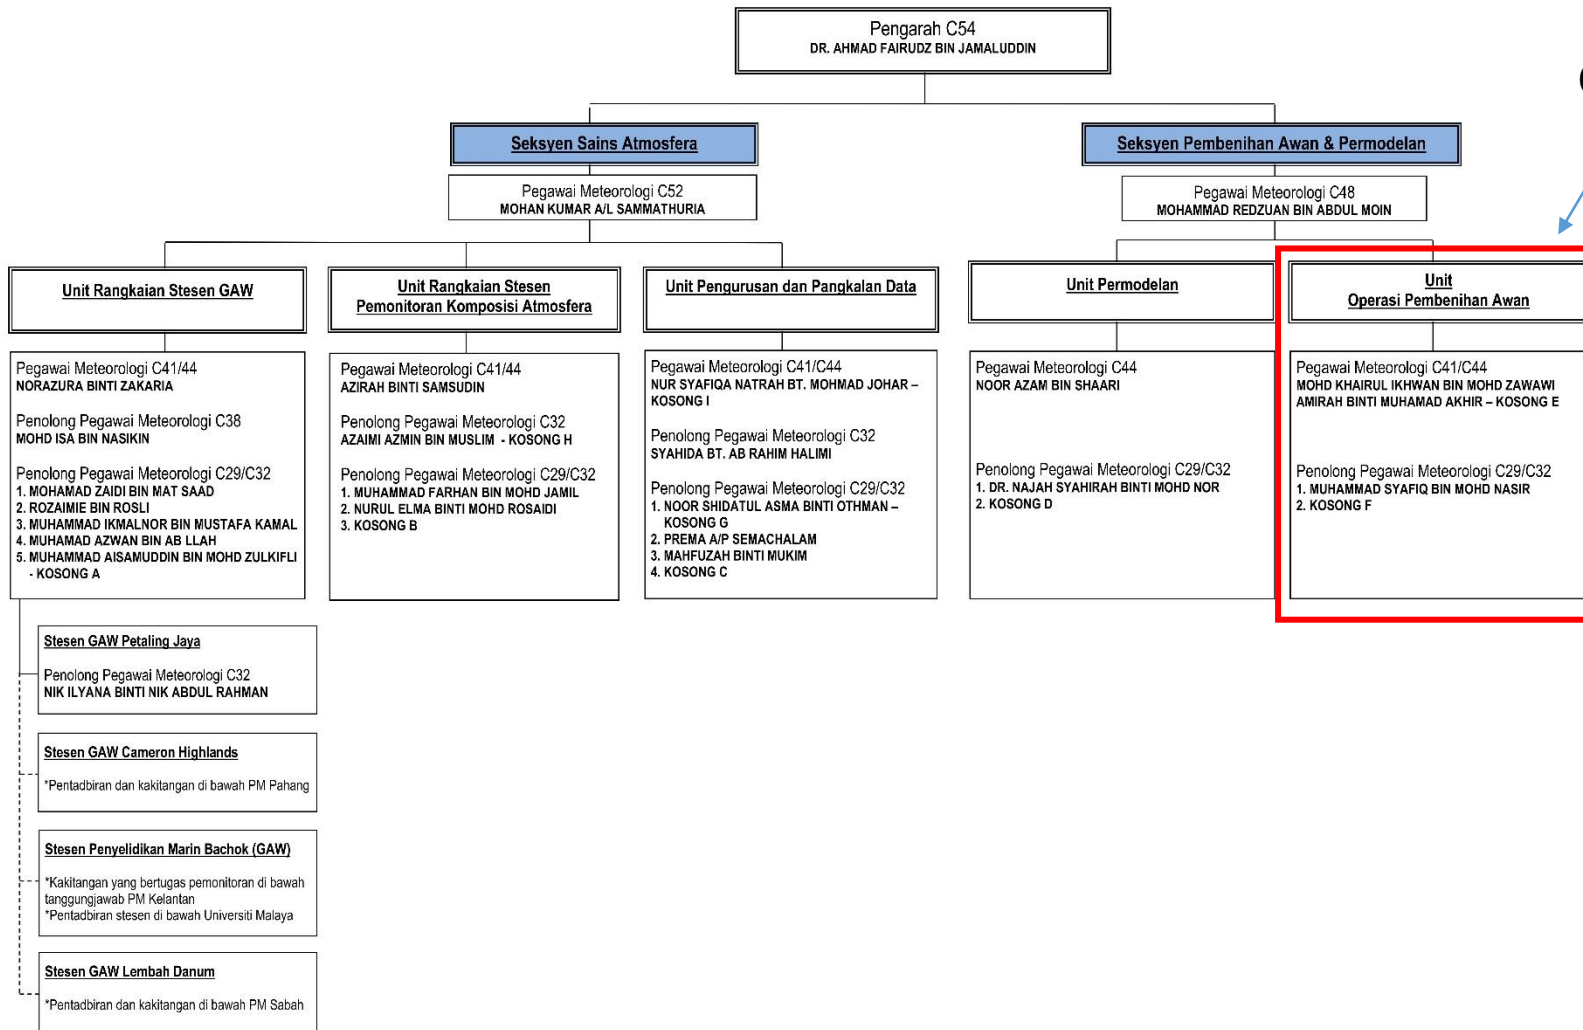 Pengarah C54
DR. AHMAD FAIRUDZ BIN JAMALUDDIN
Seksyen Sains Atmosfera
Pegawai Meteorologi C52
MOHAN KUMAR A/L SAMMATHURIA
Seksyen Pembenihan Awan & Permodelan
Pegawai Meteorologi C48
MOHAMMAD REDZUAN BIN ABDUL MOIN
Unit Rangkaian Stesen GAW
Pegawai Meteorologi C41/44
NORAZURA BINTI ZAKARIA
Penolong Pegawai Meteorologi C38
MOHD ISA BIN NASIKIN
Penolong Pegawai Meteorologi C29/C32
1. MOHAMAD ZAIDI BIN MAT SAAD
2. ROZAIMIE BIN ROSLI
3. MUHAMMAD IKMALNOR BIN MUSTAFA KAMAL
4. MUHAMAD AZWAN BIN AB LLAH
5. MUHAMMAD AISAMUDDIN BIN MOHD ZULKIFLI
- KOSONG A
Stesen GAW Petaling Jaya
Penolong Pegawai Meteorologi C32
NIK ILYANA BINTI NIK ABDUL RAHMAN
Stesen GAW Cameron Highlands
*Pentadbiran dan kakitangan di bawah PM Pahang
Stesen Penyelidikan Marin Bachok (GAW)
*Kakitangan yang bertugas pemonitoran di bawah
tanggungjawab PM Kelantan
*Pentadbiran stesen di bawah Universiti Malaya
Stesen GAW Lembah Danum
*Pentadbiran dan kakitangan di bawah PM Sabah
Unit Rangkaian Stesen
Pemonitoran Komposisi Atmosfera
Pegawai Meteorologi C41/44
AZIRAH BINTI SAMSUDIN
Penolong Pegawai Meteorologi C32
AZAIMI AZMIN BIN MUSLIM - KOSONG H
Penolong Pegawai Meteorologi C29/C32
1. MUHAMMAD FARHAN BIN MOHD JAMIL
2. NURUL ELMA BINTI MOHD ROSAIDI
3. KOSONG B
Unit Pengurusan dan Pangkalan Data
Pegawai Meteorologi C41/C44
NUR SYAFIQA NATRAH BT. MOHMAD JOHAR –
KOSONG I
Penolong Pegawai Meteorologi C32
SYAHIDA BT. AB RAHIM HALIMI
Penolong Pegawai Meteorologi C29/C32
1. NOOR SHIDATUL ASMA BINTI OTHMAN –
KOSONG G
2. PREMA A/P SEMACHALAM
3. MAHFUZAH BINTI MUKIM
4. KOSONG C
Unit Permodelan
Pegawai Meteorologi C44
NOOR AZAM BIN SHAARI
Penolong Pegawai Meteorologi C29/C32
1. DR. NAJAH SYAHIRAH BINTI MOHD NOR
2. KOSONG D
Unit
Operasi Pembenihan Awan
Pegawai Meteorologi C41/C44
MOHD KHAIRUL IKHWAN BIN MOHD ZAWAWI
AMIRAH BINTI MUHAMAD AKHIR – KOSONG E
Penolong Pegawai Meteorologi C29/C32
1. MUHAMMAD SYAFIQ BIN MOHD NASIR
2. KOSONG F